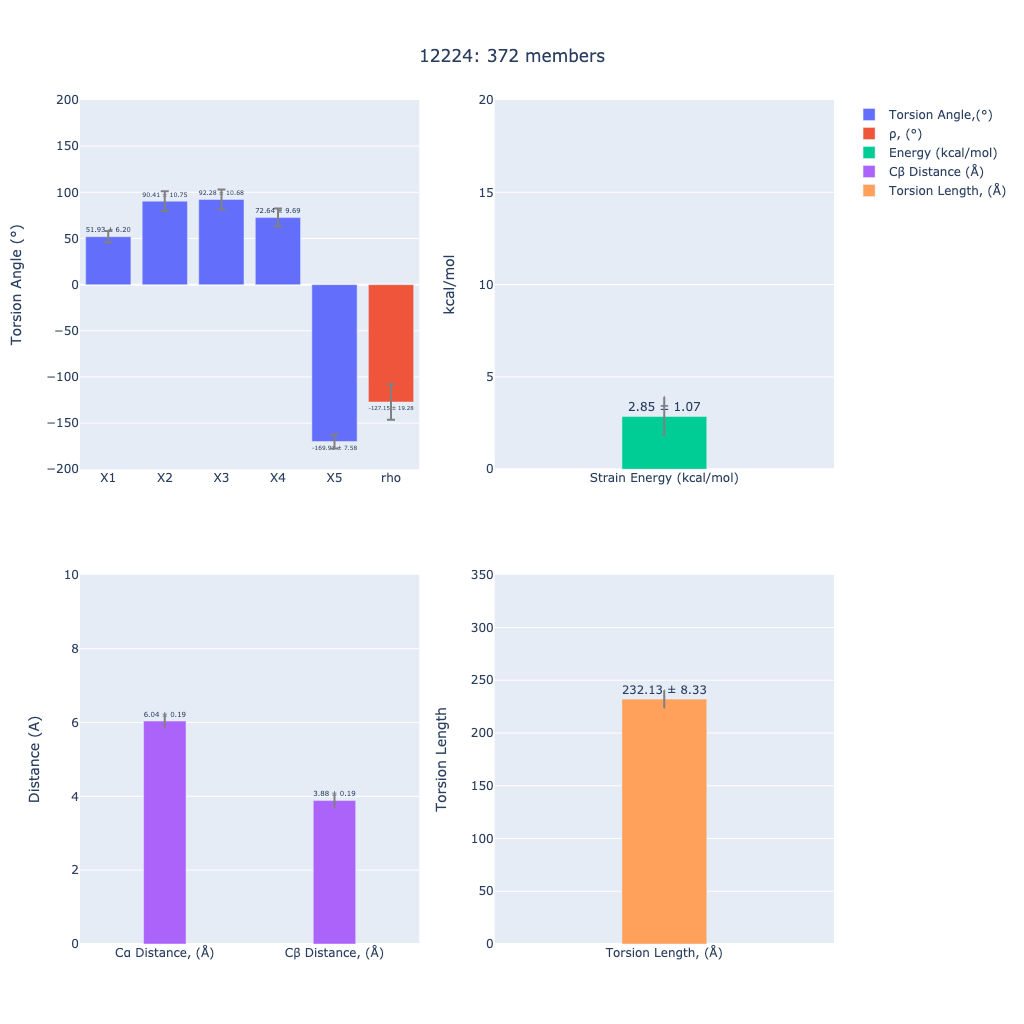 12224: 372 members
Torsion Angle (°)
200
150
100
50
0
−50
−100
−150
−200
51.93 ± 6.20
90.41 ± 10.75
92.28 ± 10.68
72.64 ± 9.69
-127.15 ± 19.28
X1 X2 X3 X4 X5 rho
kcal/mol
20
15
10
5
0
2.85 ± 1.07
Strain Energy (kcal/mol)
Torsion Angle,(°)
ρ, (°)
Energy (kcal/mol)
Cβ Distance (Å)
Torsion Length, (Å)
Distance (A)
10
8
6
4
2
0
6.04 ± 0.19
3.88 ± 0.19
Cα Distance, (Å) Cβ Distance, (Å)
Torsion Length
350
300
250
200
150
100
50
0
232.13 ± 8.33
Torsion Length, (Å)